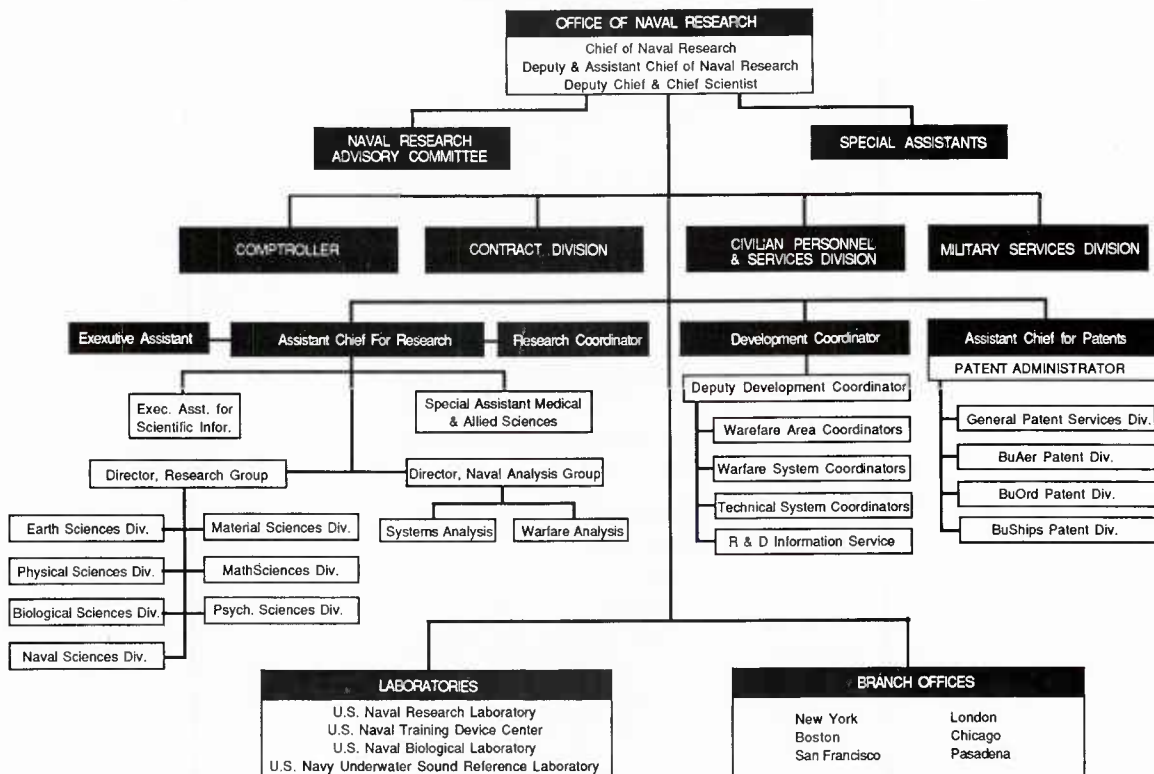 OFFICE OF NAVAL RESEARCH
Chief of Naval Research
Deputy & Assistant Chief of Naval Research
Deputy Chief & Chief Scientist
NAVAL RESEARCH
ADVISORY COMMITTEE
SPECIAL ASSISTANTS
COMPTROLLER
CONTRACT DIVISION
CIVILIAN PERSONNEL
& SERVICES DIVISION
MILITARY SERVICES DIVISION
Exexutive Assistant
Assistant Chief For Research
Research Coordinator
Development Coordinator
Assistant Chief for Patents
PATENT ADMINISTRATOR
Deputy Development Coordinator
Exec. Asst. for
Scientific Infor.
Special Assistant Medical
& Allied Sciences
General Patent Services Div.
Warefare Area Coordinators
BuAer Patent Div.
Director, Research Group
Director, Naval Analysis Group
Warfare System Coordinators
BuOrd Patent Div.
Technical System Coordinators
Earth Sciences Div.
Material Sciences Div.
Systems Analysis
Warfare Analysis
BuShips Patent Div.
R & D Information Service
Physical Sciences Div.
MathSciences Div.
Biological Sciences Div.
Psych. Sciences Div.
Naval Sciences Div.
LABORATORIES
U.S. Naval Research Laboratory
U.S. Naval Training Device Center
U.S. Naval Biological Laboratory
U.S. Navy Underwater Sound Reference Laboratory
BRANCH OFFICES
New York
Boston
San Francisco
London
Chicago
Pasadena